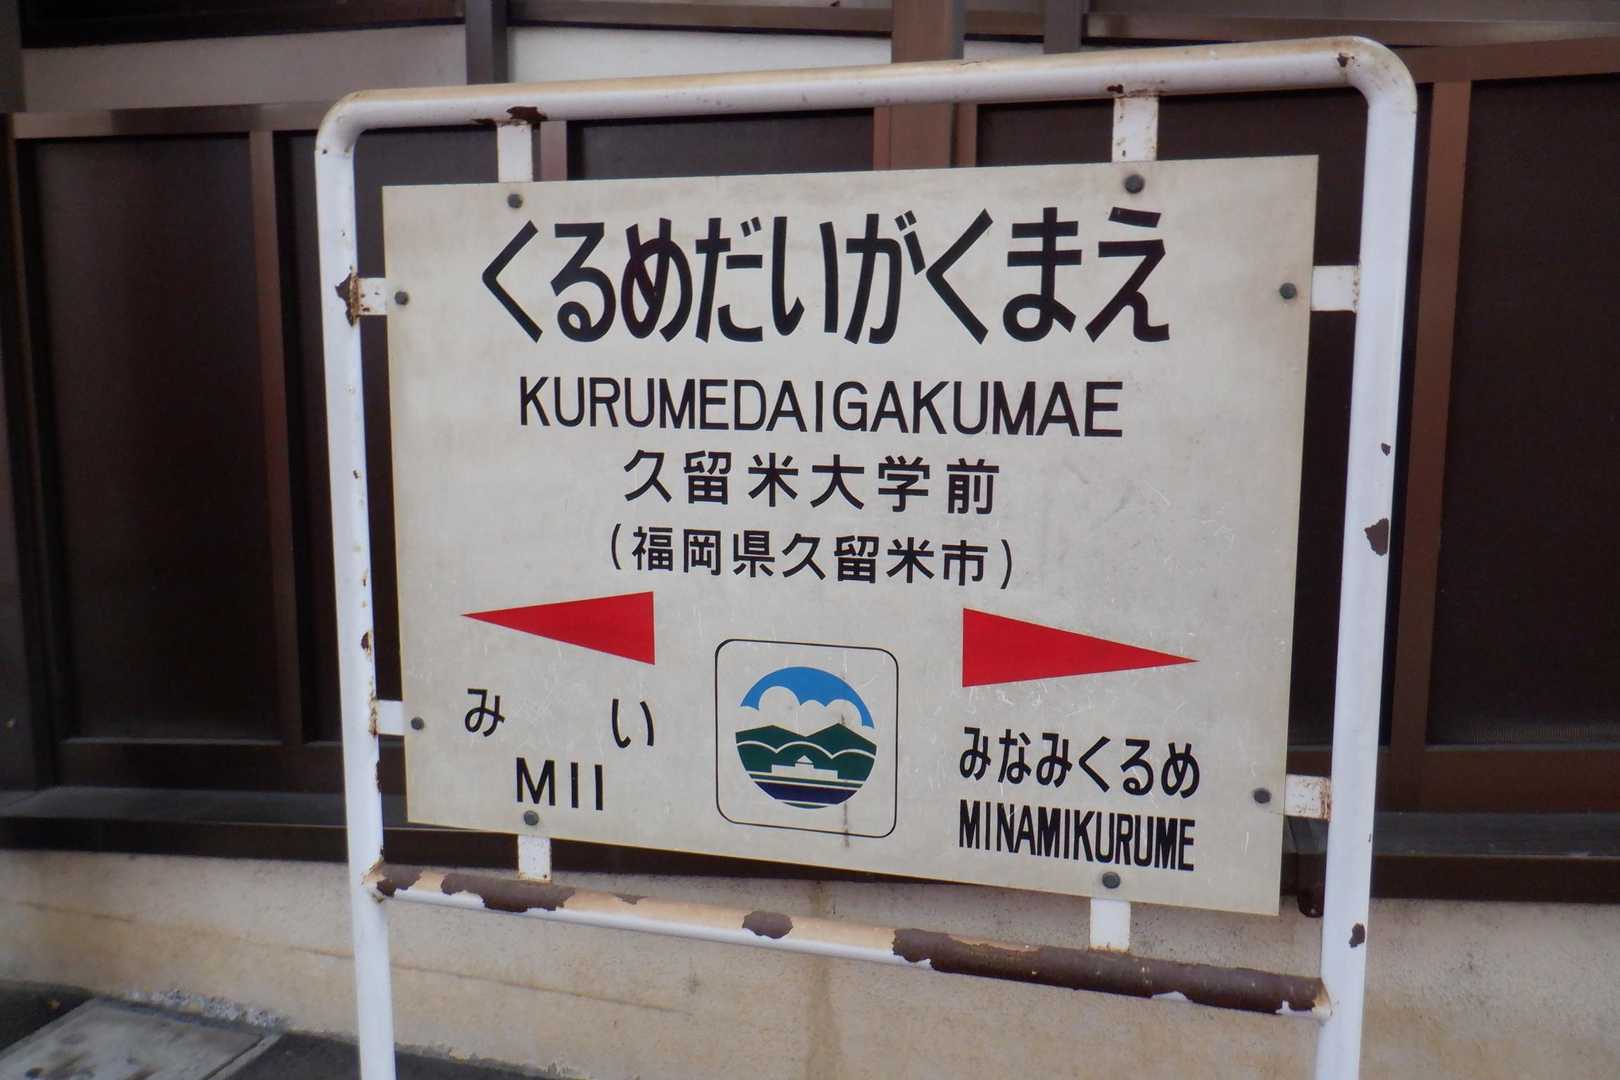 くるめだいがくまえ
KURUMEDAIGAKUMAE
久留米大学前
(福岡県久留米市)
みい
MII
みなみくるめ
MINAMIKURUME